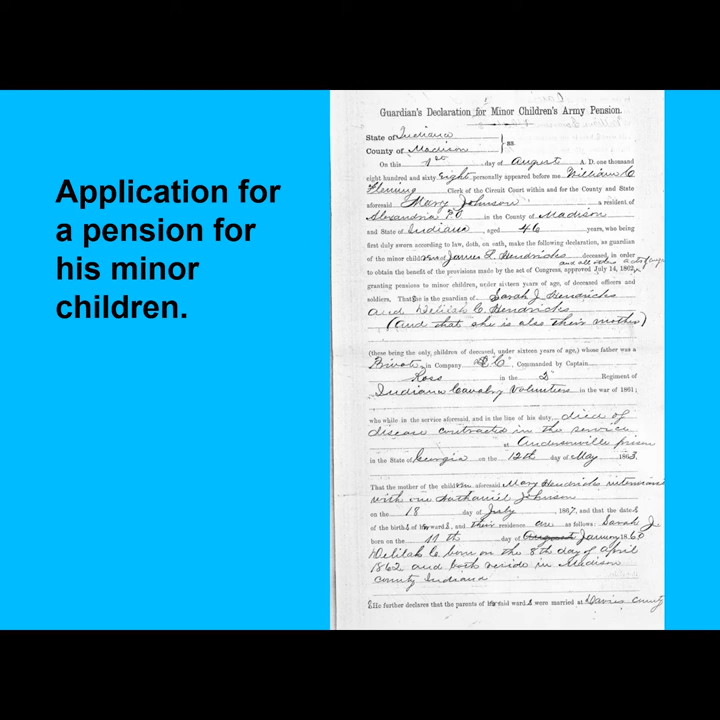 Application for
a pension for
his minor
children.
Guardian's Declaration for Minor Children's Army Pension.
State of Indiana
County of Madison } ss.
On this 1st day of August A. D. one thousand
eight hundred and sixty Eight, personally appeared before me William C
Fleming Clerk of the Circuit Court within and for the County and State
aforesaid Mary Johnson a resident of
Alexandria P.O in the County of Madison
and State of Indiana, aged 46 years, who being
first duly sworn according to law, doth, on oath, make the following declaration, as guardian
of the minor children of James L. Hendricks deceased, in order
and all others acts of
to obtain the benefit of the provisions made by the act of Congress, approved July 14, 1862,
granting pensions to minor children, under sixteen years of age, of deceased officers and
soldiers, That She is the guardian of Sarah J Hendricks
and Delilah C. Hendricks
(and that she is also their mother)
(these being the only, children of deceased, under sixteen years of age,) whose father was a
Private, in Company "C", Commanded by Captain
Ross in the Regiment of
Indiana Cavalry Volunteers in the war of 1861;
who while in the service aforesaid, and in the line of his duty, died of
disease contracted in the service
at Andersonville prison
in the State of Georgia on the 12th day of May 1863.
That the mother of the children aforesaid Mary Hendricks intermarried
with one Nathaniel Johnson
on the 18 day of July 1867, and that the dates
of the births of her wards, and their residence are as follows: Sarah J.
born on the 11th day of August January 1860
Delilah C. born on the 8th day of April
1862 and both reside in Madison
County Indiana
She further declares that the parents of her said wards were married at Davies County